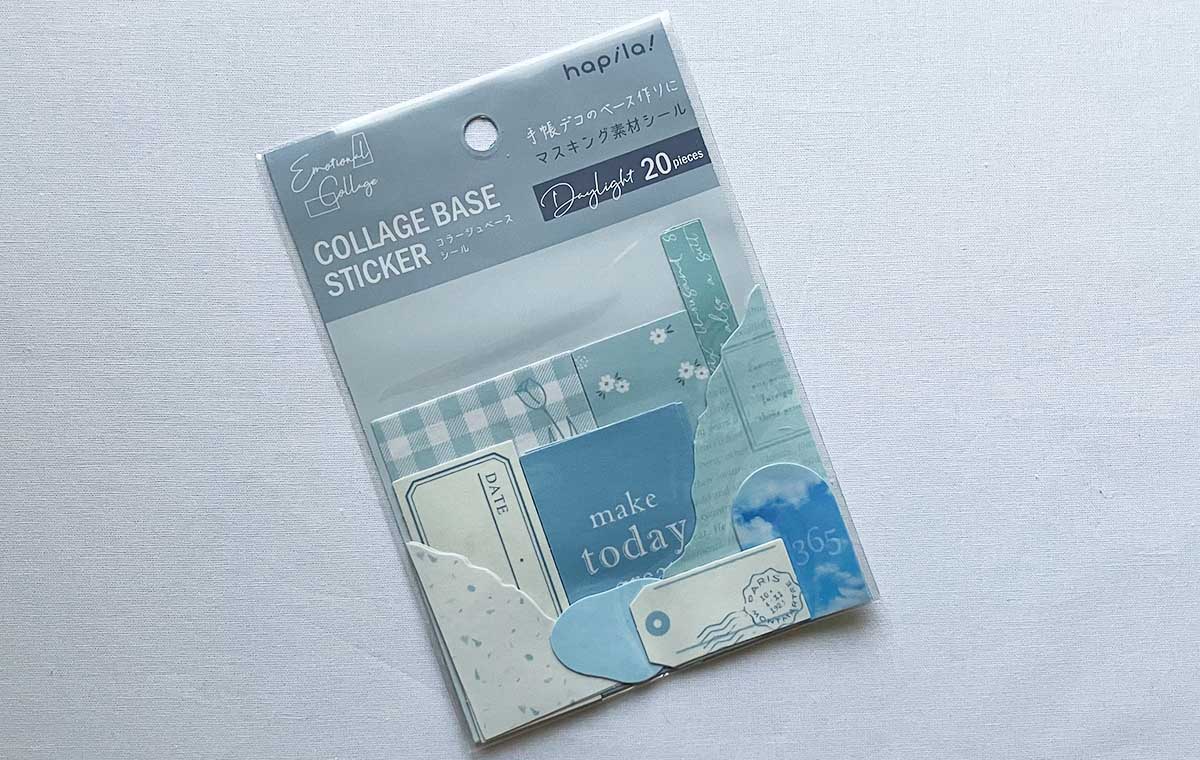 hapila!
手帳デコのベース作りに
マスキング素材シール
Daylight 20 pieces
Emotional
Collage
COLLAGE BASE
STICKER
コラージュベース
シール
DATE
make
today
365
PARIS
MONTMARTRE